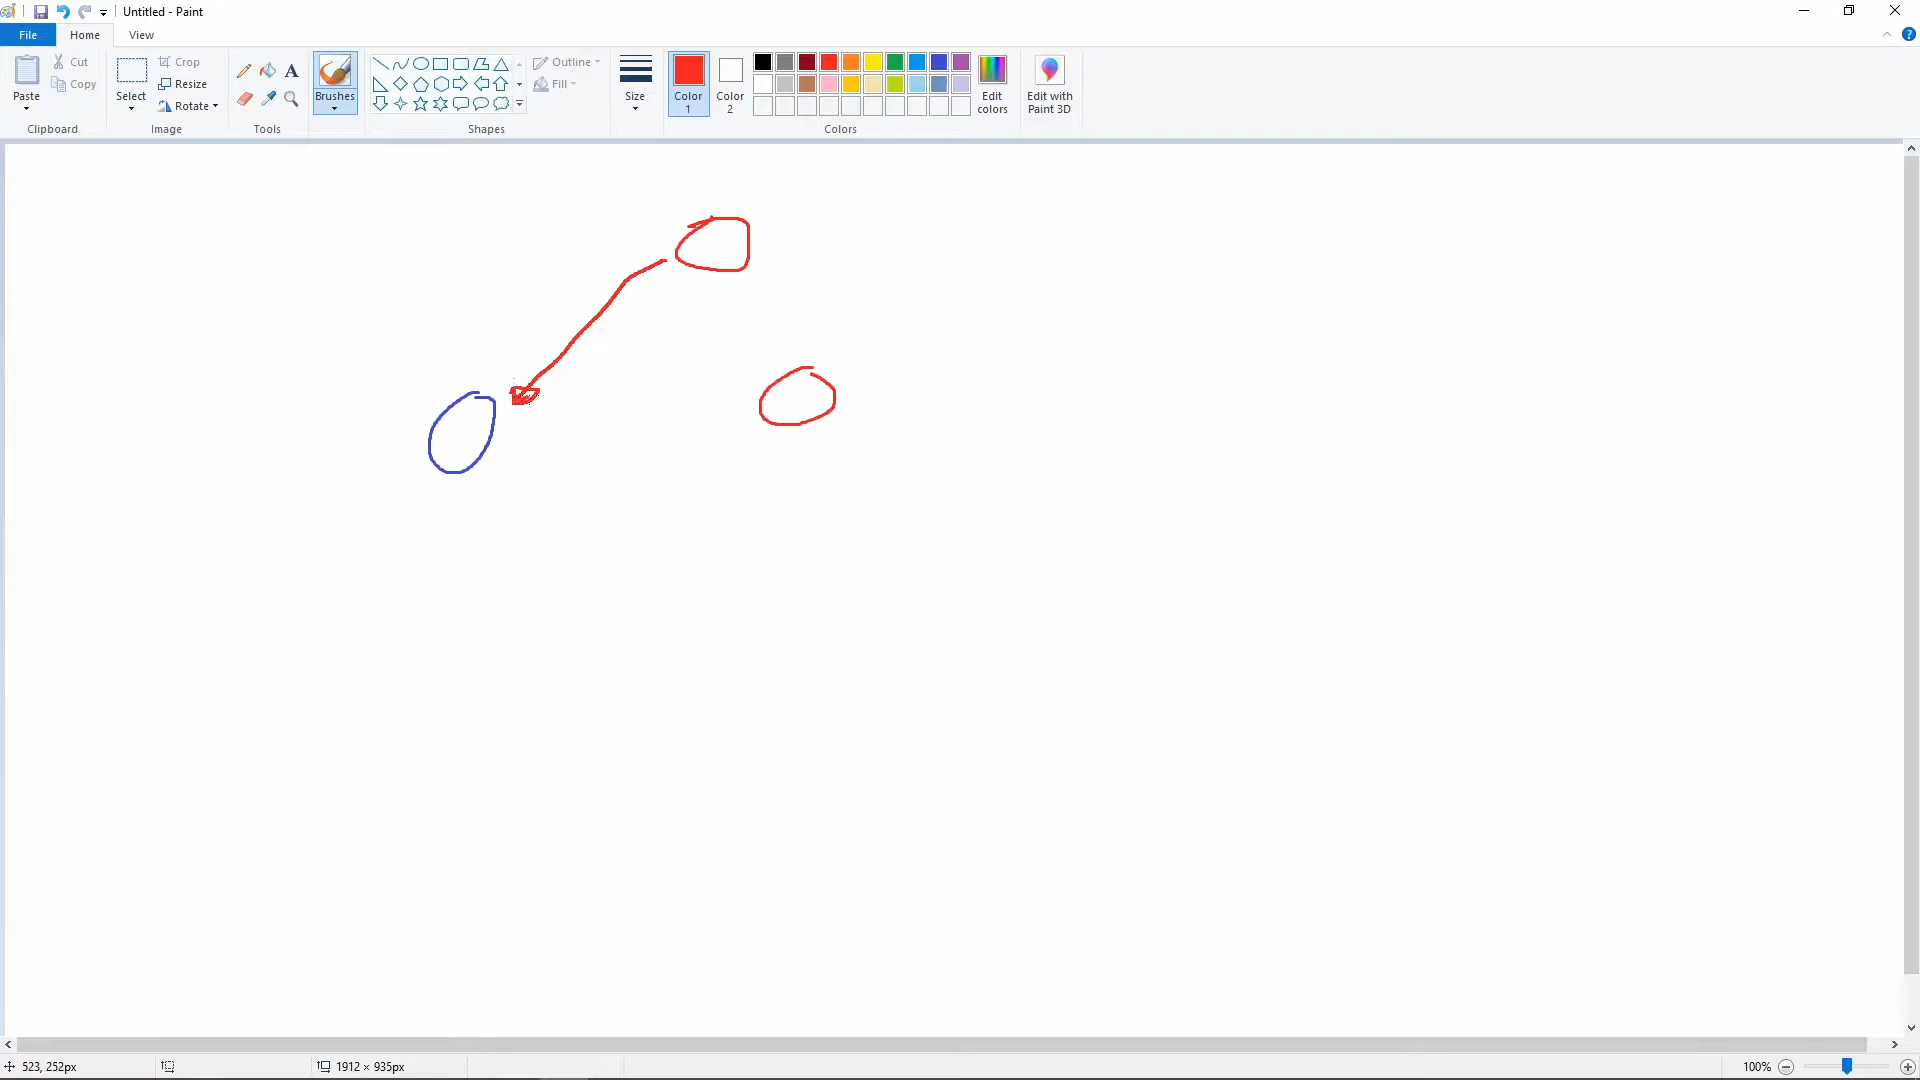 Untitled - Paint
File Home View
Paste
Cut
Copy
Clipboard
Select
Crop
Resize
Rotate
Image
Tools
Brushes
Shapes
Outline
Fill
Size
Color 1
Color 2
Edit colors
Colors
Edit with Paint 3D
523, 252px
1912 × 935px
100%